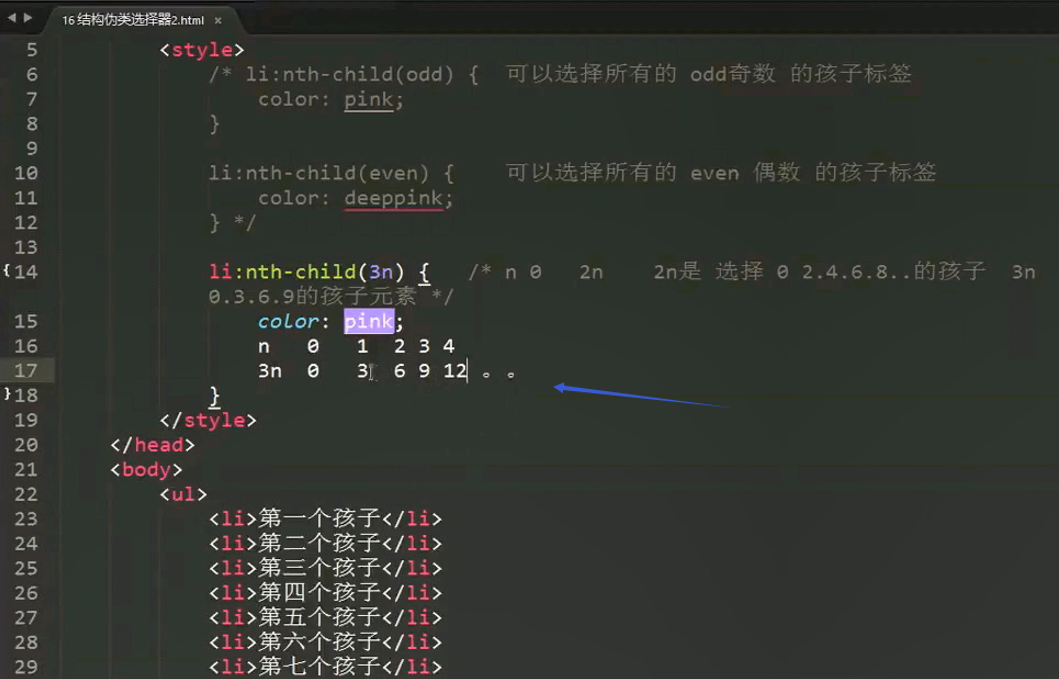 16 结构伪类选择器2.html ×
5 <style>
6 /* li:nth-child(odd) { 可以选择所有的 odd奇数 的孩子标签
7 color: pink;
8 }
9
10 li:nth-child(even) { 可以选择所有的 even 偶数 的孩子标签
11 color: deeppink;
12 } */
13
14 li:nth-child(3n) { /* n 0 2n 2n是 选择 0 2.4.6.8..的孩子 3n
0.3.6.9的孩子元素 */
15 color: pink;
16 n 0 1 2 3 4
17 3n 0 3 6 9 12 。。
18 }
19 </style>
20 </head>
21 <body>
22 <ul>
23 <li>第一个孩子</li>
24 <li>第二个孩子</li>
25 <li>第三个孩子</li>
26 <li>第四个孩子</li>
27 <li>第五个孩子</li>
28 <li>第六个孩子</li>
29 <li>第七个孩子</li>